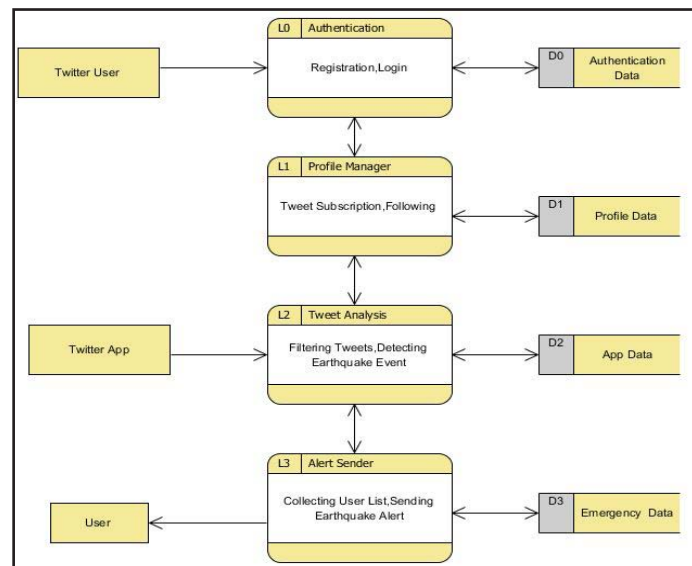 L0 Authentication
Twitter User
Registration,Login
D0
Authentication
Data
L1 Profile Manager
Tweet Subscription,Following
D1
Profile Data
L2 Tweet Analysis
Twitter App
Filtering Tweets,Detecting
Earthquake Event
D2
App Data
L3 Alert Sender
User
Collecting User List,Sending
Earthquake Alert
D3
Emergency Data